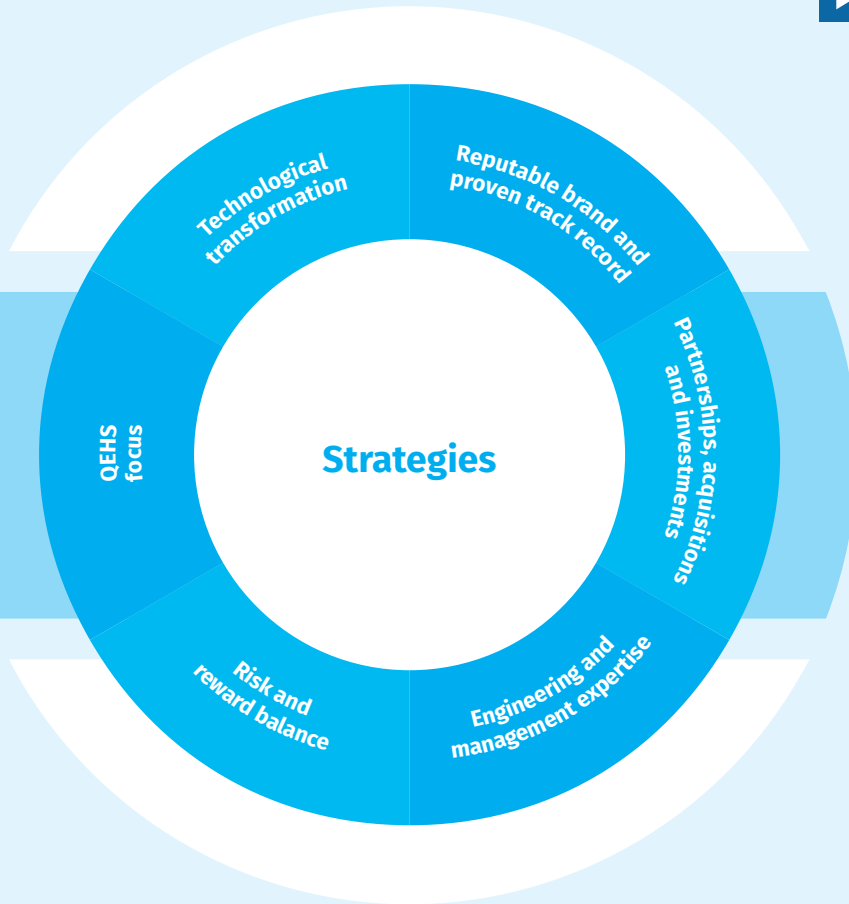 Reputable brand and
proven track record
Partnerships, acquisitions
and investments
Engineering and
management expertise
Risk and
reward balance
QEHS
focus
Technological
transformation
Strategies